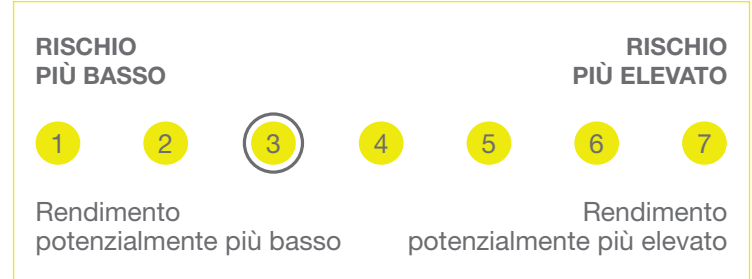 RISCHIO
PIÙ BASSO
RISCHIO
PIÙ ELEVATO
1 2 3 4 5 6 7
Rendimento
potenzialmente più basso
Rendimento
potenzialmente più elevato